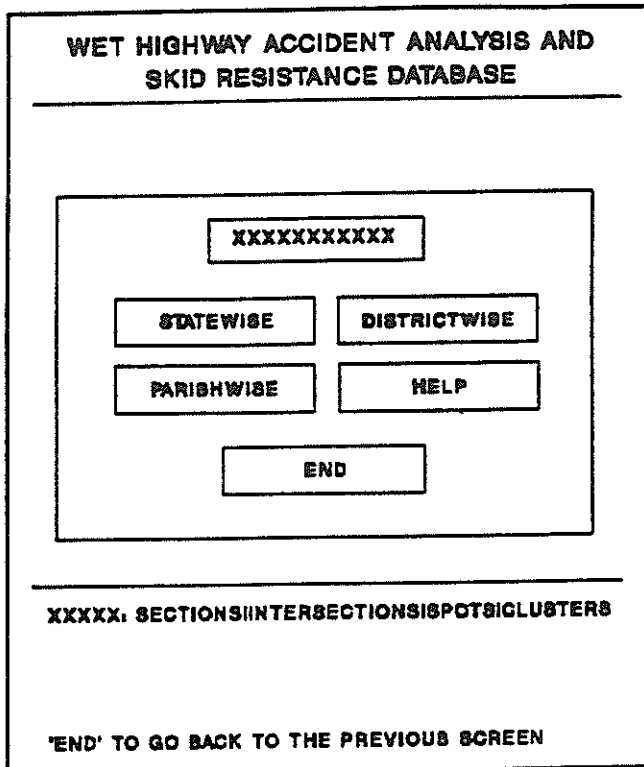 WET HIGHWAY ACCIDENT ANALYSIS AND
SKID RESISTANCE DATABASE
XXXXXXXXXXX
STATEWISE DISTRICTWISE
PARISHWISE HELP
END
XXXXX: SECTIONS|INTERSECTIONS|SPOTS|CLUSTERS
'END' TO GO BACK TO THE PREVIOUS SCREEN